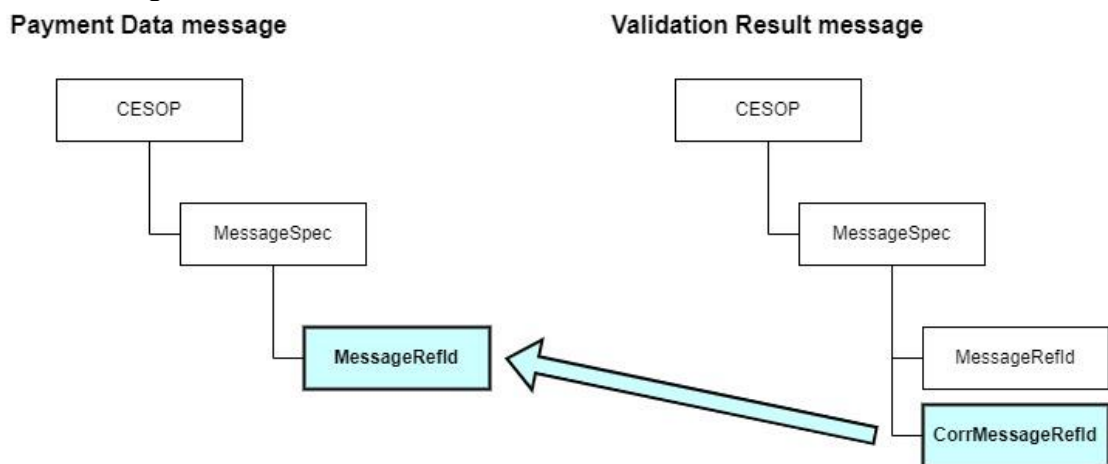 Payment Data message
Validation Result message
CESOP
CESOP
MessageSpec
MessageSpec
MessageRefId
MessageRefId
CorrMessageRefId